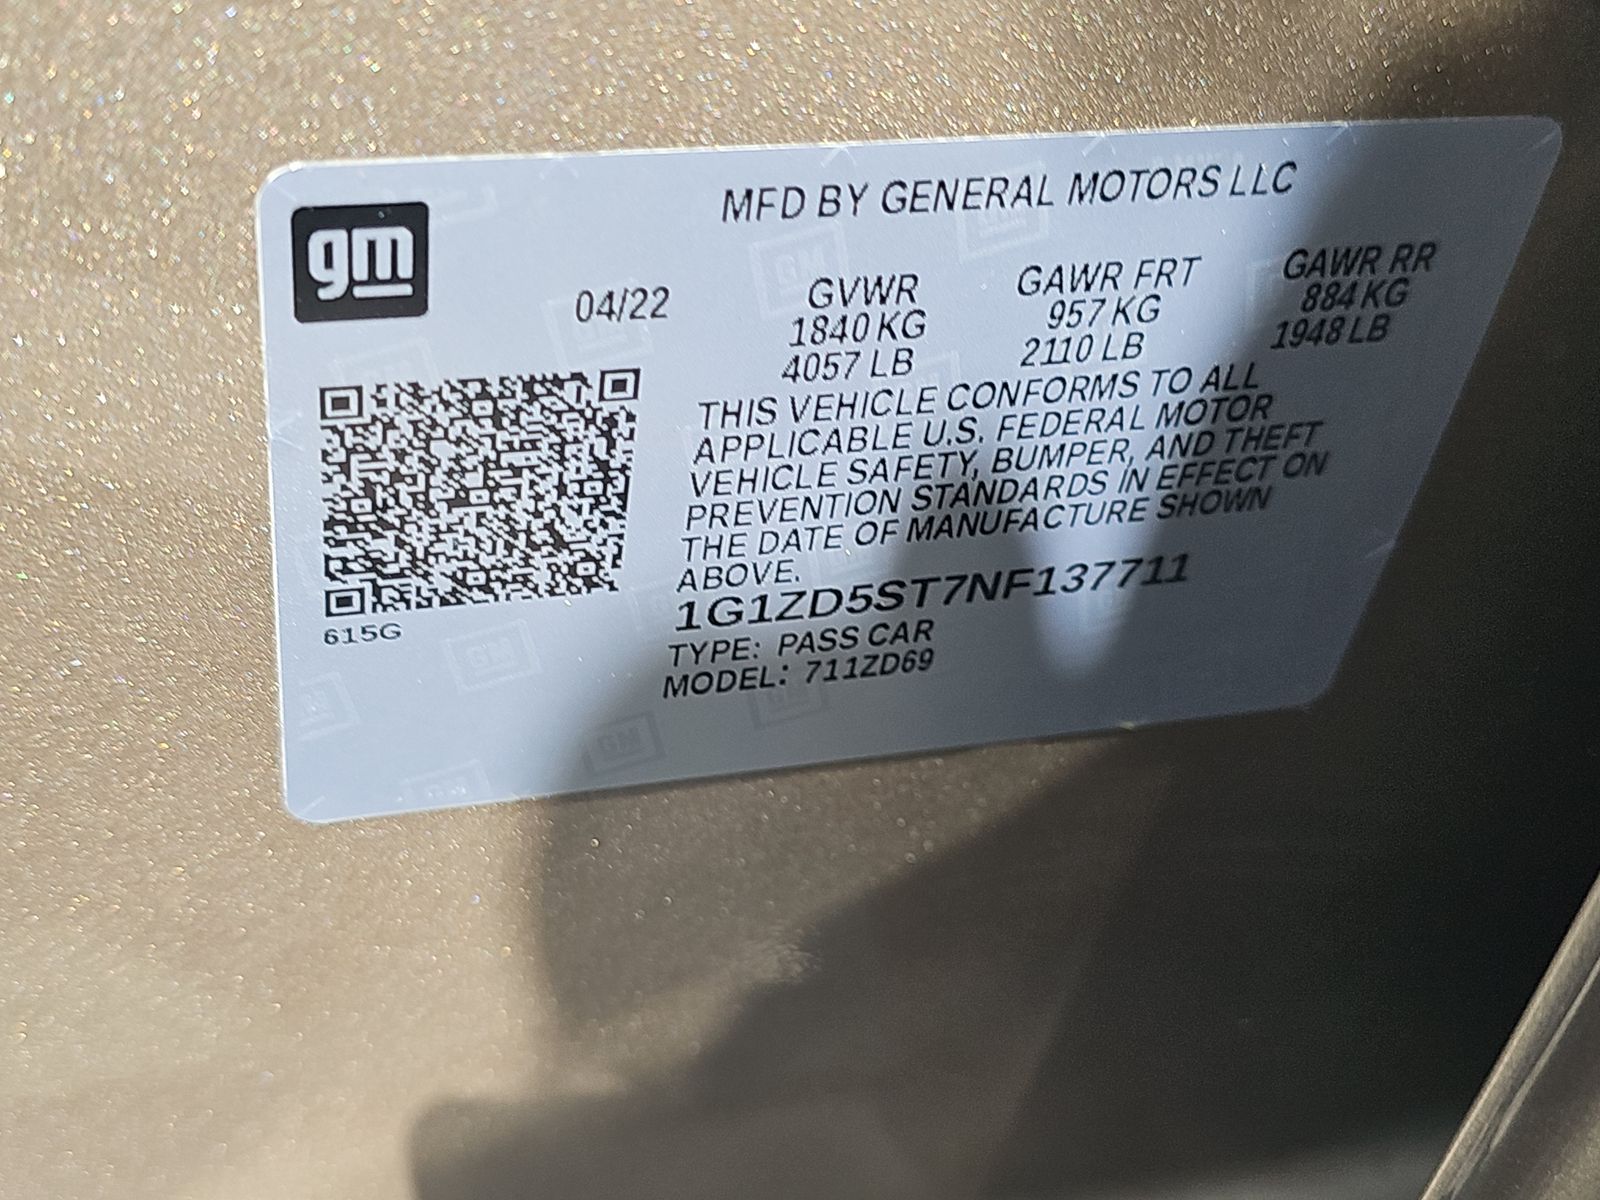 MFD BY GENERAL MOTORS LLC
gm
04/22
GVWR
1840 KG
4057 LB
GAWR FRT
957 KG
2110 LB
GAWR RR
884 KG
1948 LB
THIS VEHICLE CONFORMS TO ALL
APPLICABLE U.S. FEDERAL MOTOR
VEHICLE SAFETY, BUMPER, AND THEFT
PREVENTION STANDARDS IN EFFECT ON
THE DATE OF MANUFACTURE SHOWN
ABOVE.
1G1ZD5ST7NF137711
TYPE: PASS CAR
MODEL: 711ZD69
615G